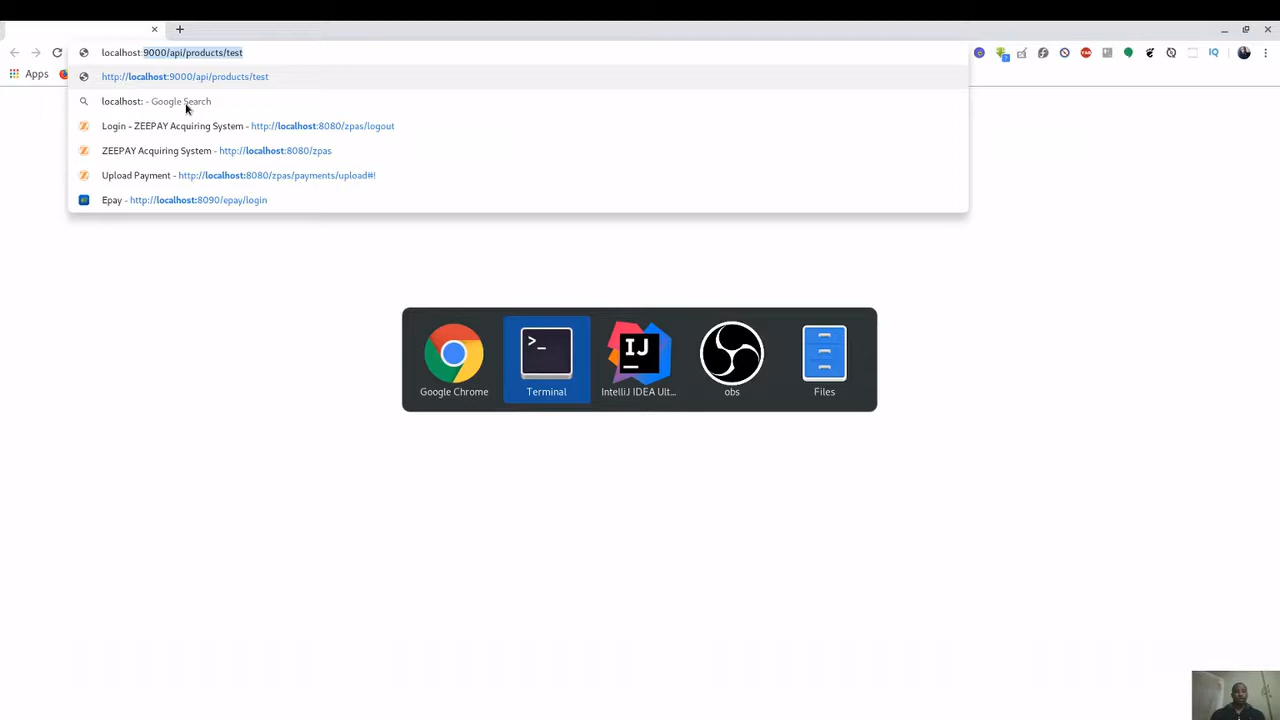 localhost:9000/api/products/test
http://localhost:9000/api/products/test
Apps
localhost: - Google Search
Login - ZEEPAY Acquiring System - http://localhost:8080/zpas/logout
ZEEPAY Acquiring System - http://localhost:8080/zpas
Upload Payment - http://localhost:8080/zpas/payments/upload#!
Epay - http://localhost:8090/epay/login
IQ
>_
IJ
Google Chrome
Terminal
IntelliJ IDEA Ult...
obs
Files